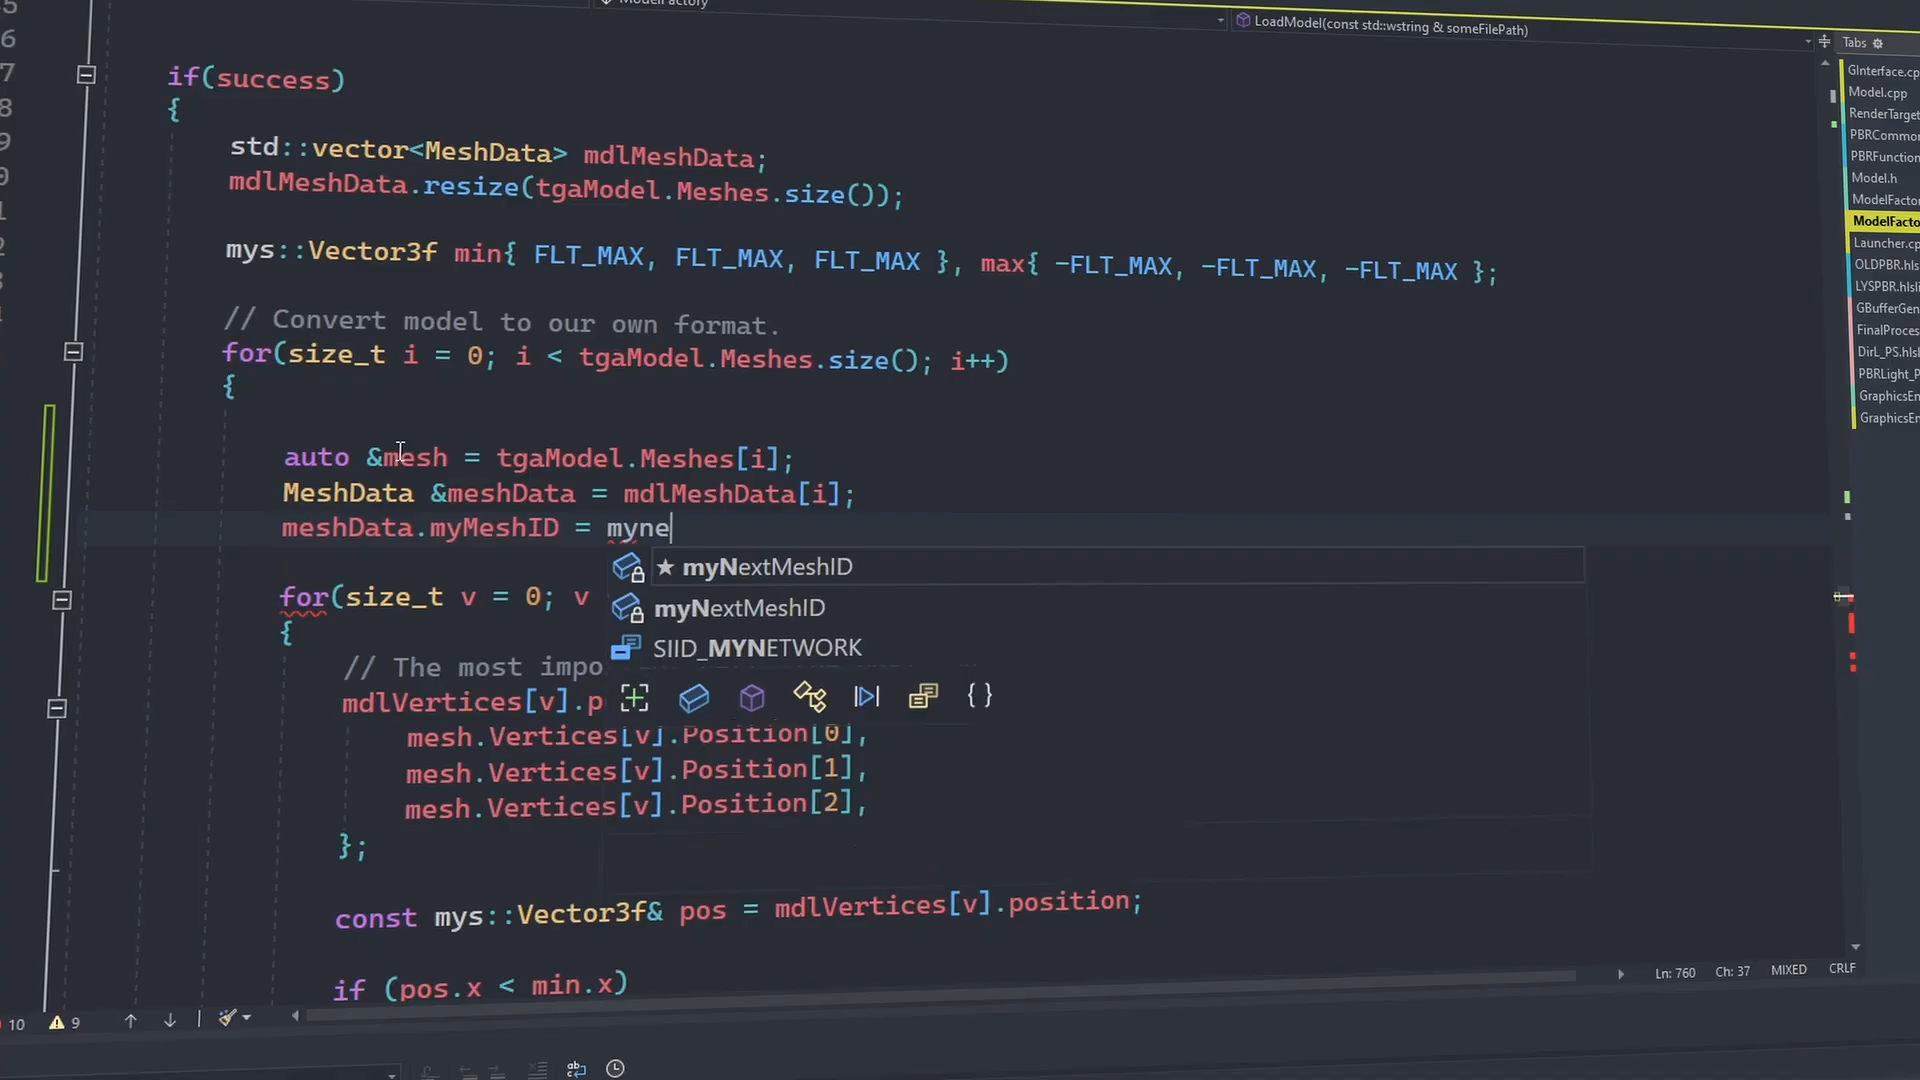 ModelFactory
LoadModel(const std::wstring & someFilePath)
Tabs
if(success)
{
std::vector<MeshData> mdlMeshData;
mdlMeshData.resize(tgaModel.Meshes.size());
mys::Vector3f min{ FLT_MAX, FLT_MAX, FLT_MAX }, max{ -FLT_MAX, -FLT_MAX, -FLT_MAX };
// Convert model to our own format.
for(size_t i = 0; i < tgaModel.Meshes.size(); i++)
{
auto &mesh = tgaModel.Meshes[i];
MeshData &meshData = mdlMeshData[i];
meshData.myMeshID = myne
★ myNextMeshID
myNextMeshID
SIID_MYNETWORK
for(size_t v = 0; v
{
// The most impo
mdlVertices[v].p
mesh.Vertices[v].Position[0],
mesh.Vertices[v].Position[1],
mesh.Vertices[v].Position[2],
};
const mys::Vector3f& pos = mdlVertices[v].position;
if (pos.x < min.x)
GInterface.cp
Model.cpp
RenderTarget
PBRCommon
PBRFunction
Model.h
ModelFacto
ModelFacto
Launcher.cp
OLDPBR.hls
LYSPBR.hlsli
GBufferGen
FinalProces
DirL_PS.hlsl
PBRLight_P
GraphicsEn
GraphicsEn
Ln: 760 Ch: 37 MIXED CRLF
10 9